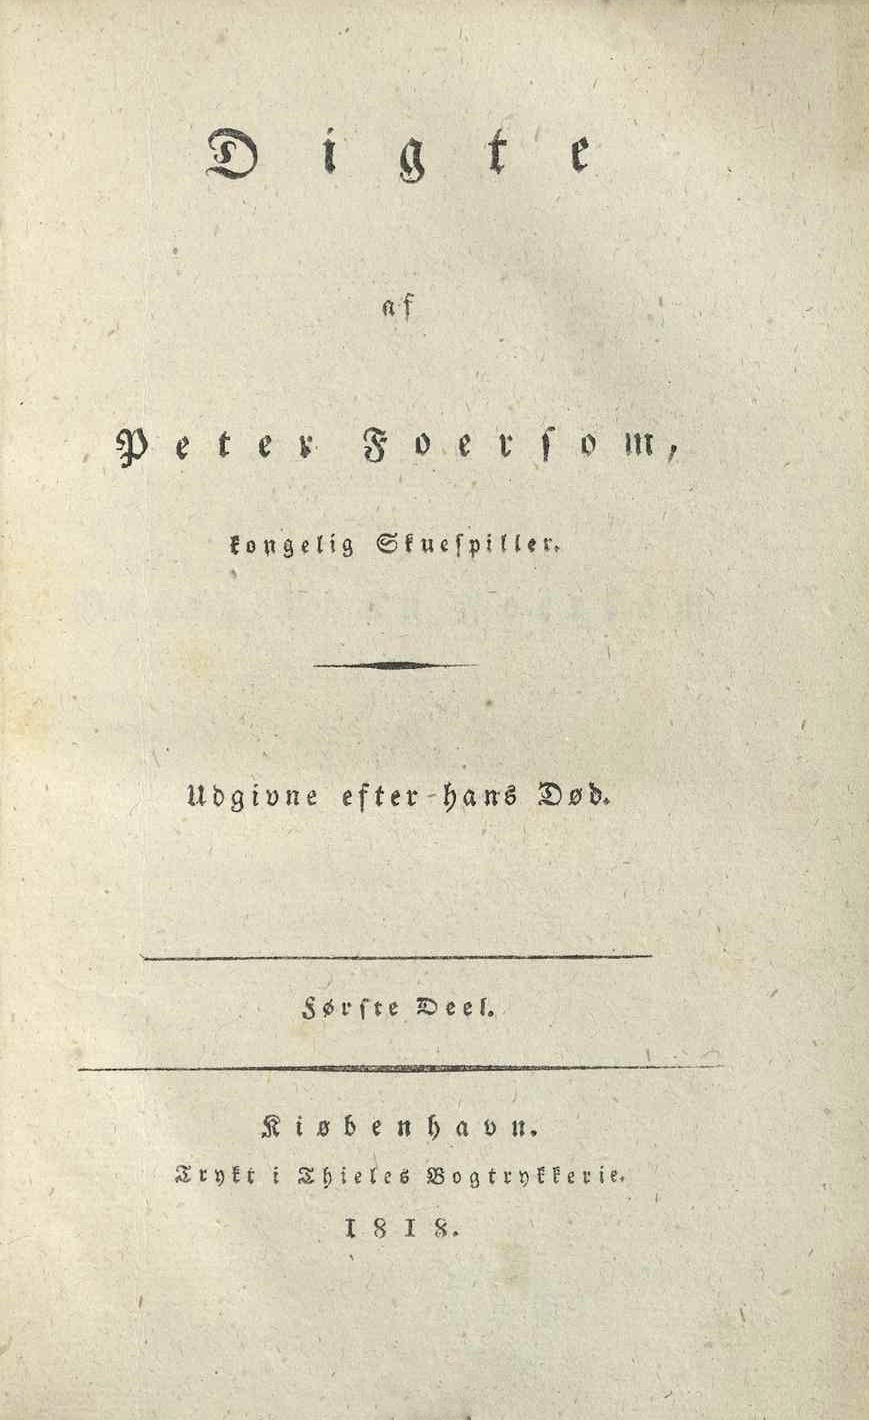 Digte
af
Peter Foersom,
kongelig Skuespiller.
Udgivne efter hans Død.
Første Deel.
Kiøbenhavn.
Trykt i Thieles Bogtrykkerie.
1818.